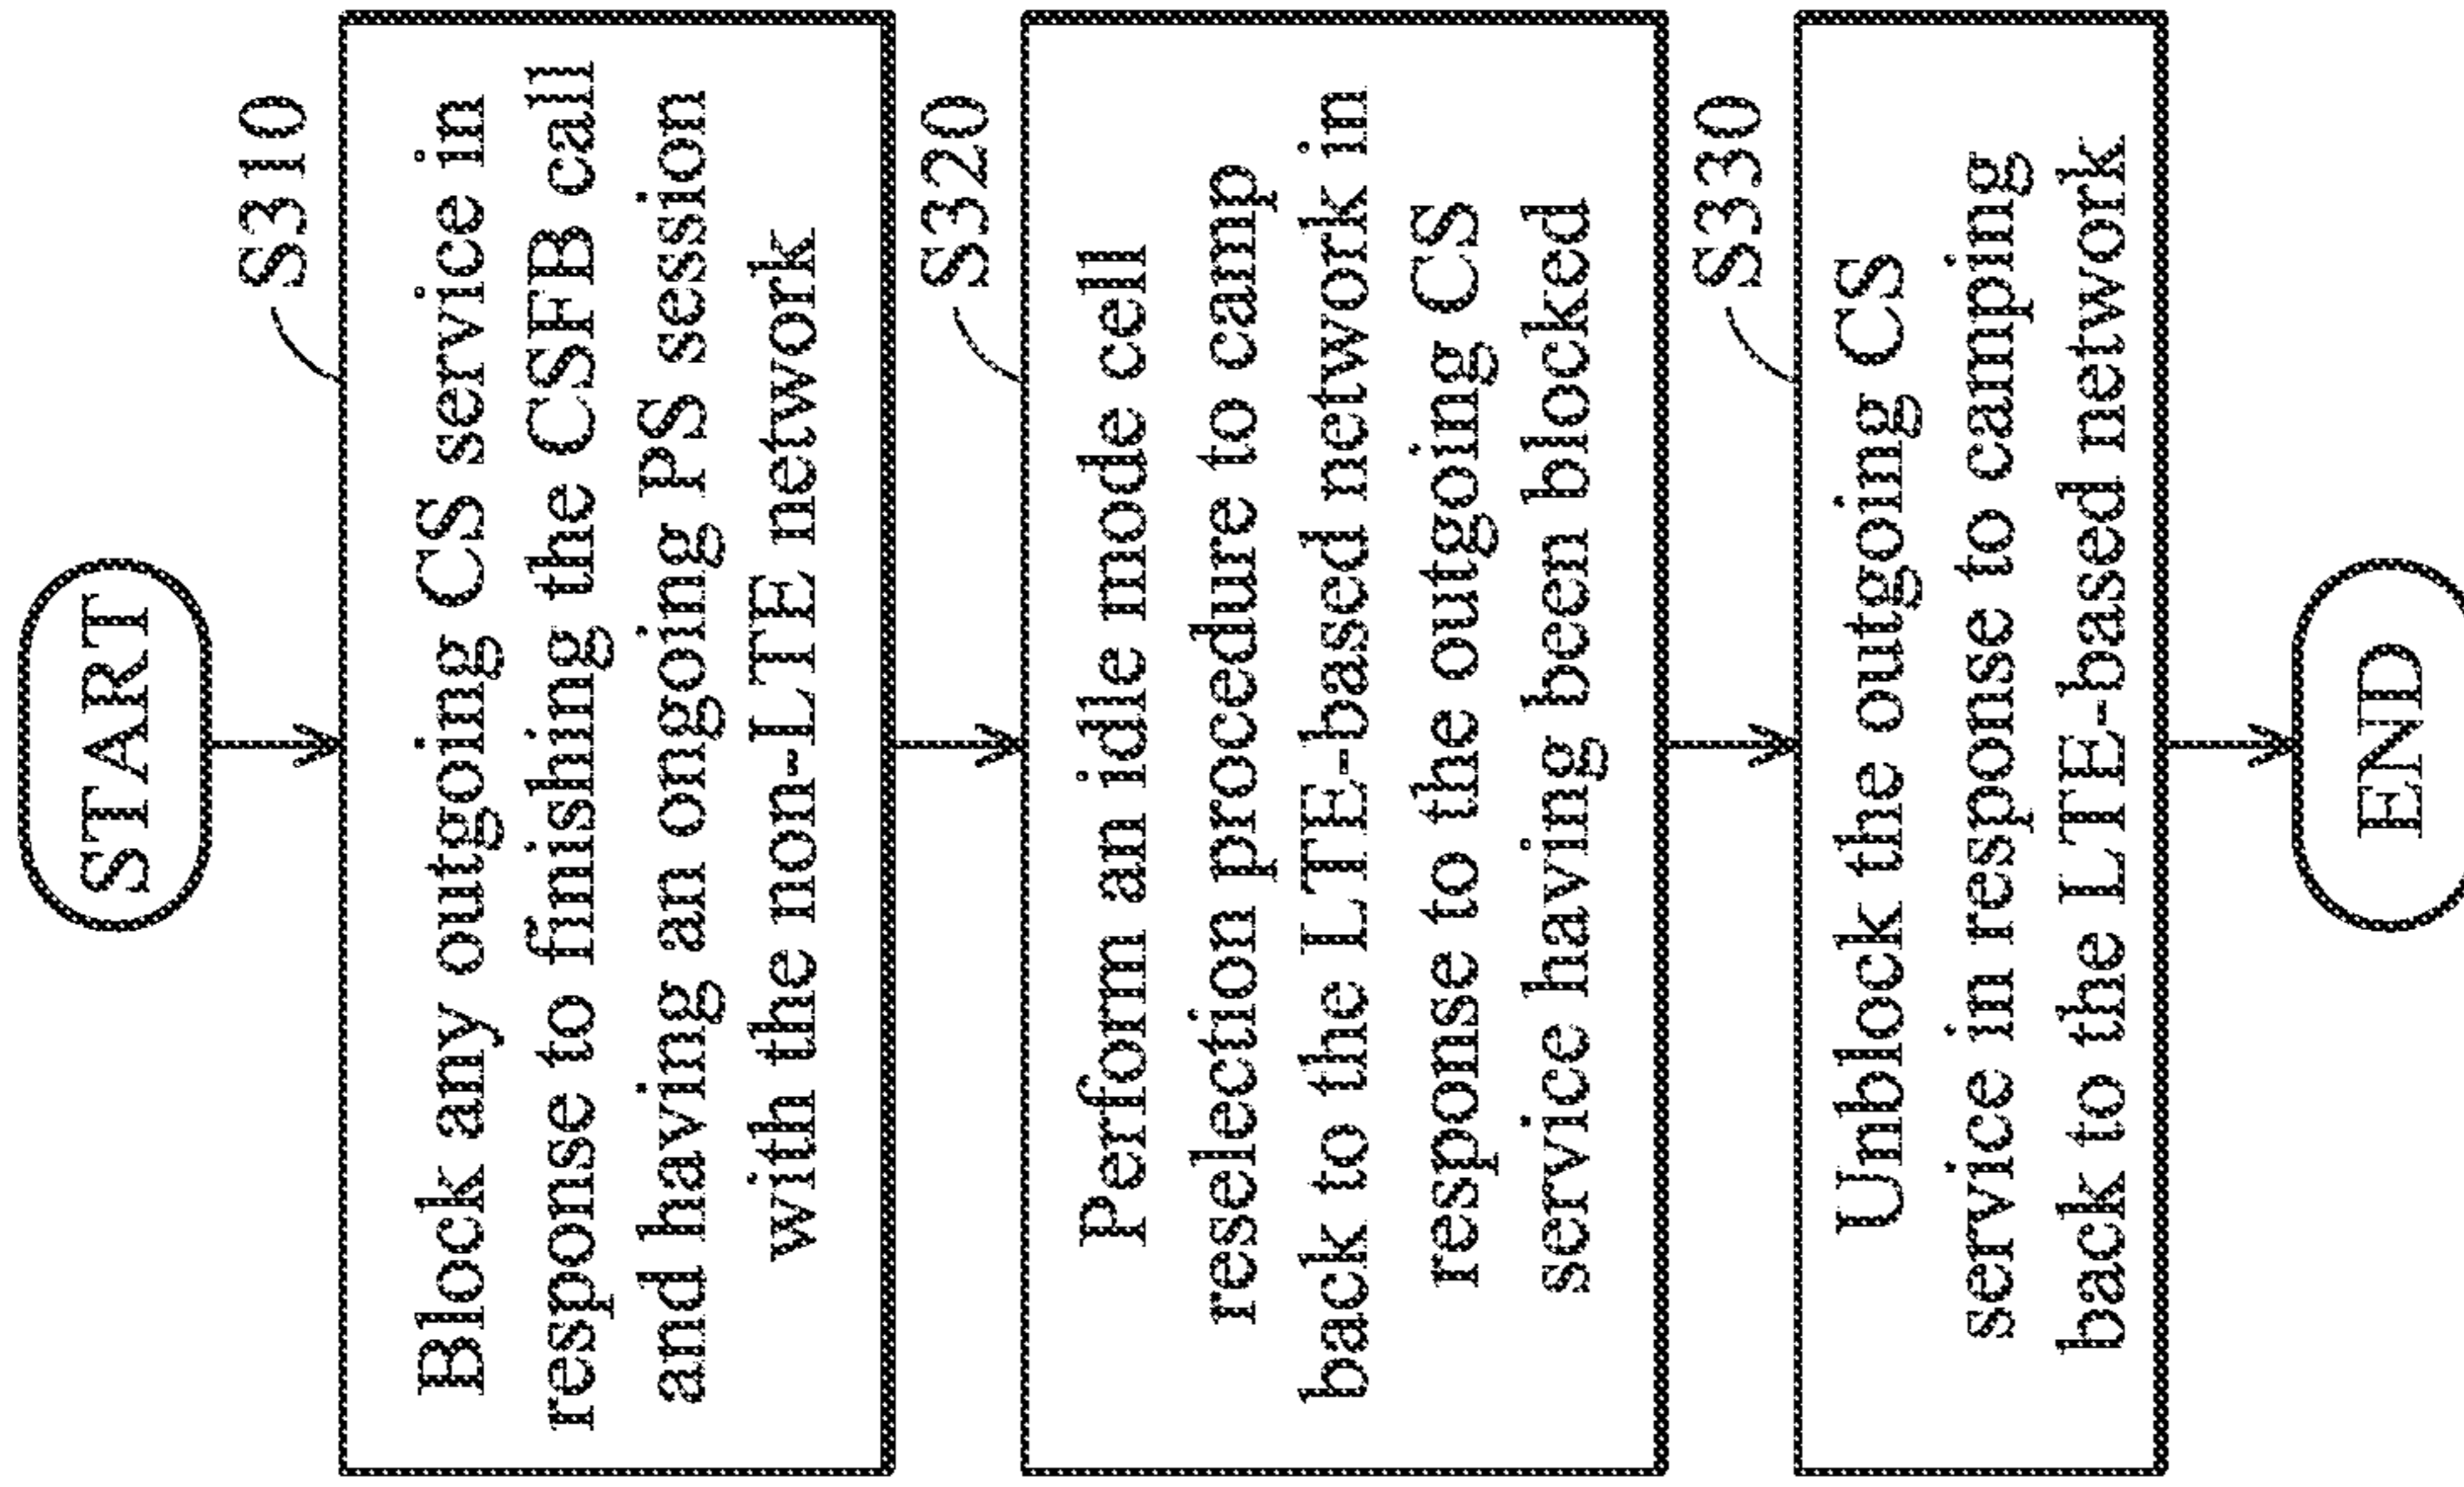 START
S310
Block any outgoing CS service in
response to finishing the CSFB call
and having an ongoing PS session
with the non-LTE network
S320
Perform an idle mode cell
reselection procedure to camp
back to the LTE-based network in
response to the outgoing CS
service having been blocked
S330
Unblock the outgoing CS
service in response to camping
back to the LTE-based network
END